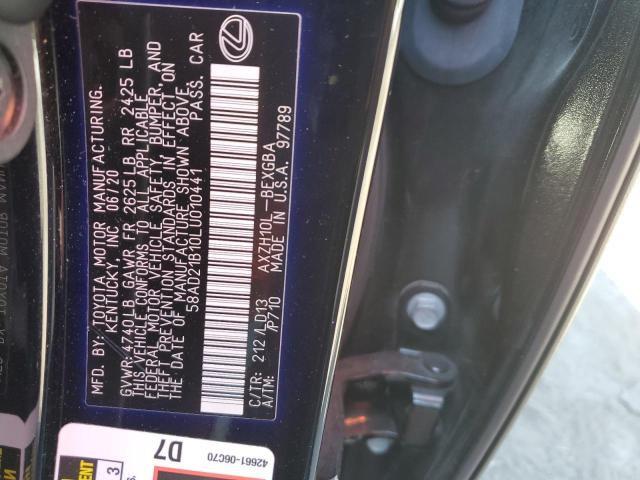 MFD. BY: TOYOTA MOTOR MANUFACTURING.
KENTUCKY, INC 06/20
GVWR:4740LB GAWR FR 2625LB RR 2425 LB
THIS VEHICLE CONFORMS TO ALL APPLICABLE
FEDERAL MOTOR VEHICLE SAFETY, BUMPER, AND
THEFT PREVENTION STANDARDS IN EFFECT ON
THE DATE OF MANUFACTURE SHOWN ABOVE.
58AD21B10LU010441 PASS. CAR
C/TR: 212 /LD13 AXZH10L-BEXGBA
A/TM: /P710 MADE IN U.S.A. 97789
42661-06C70
D7
3